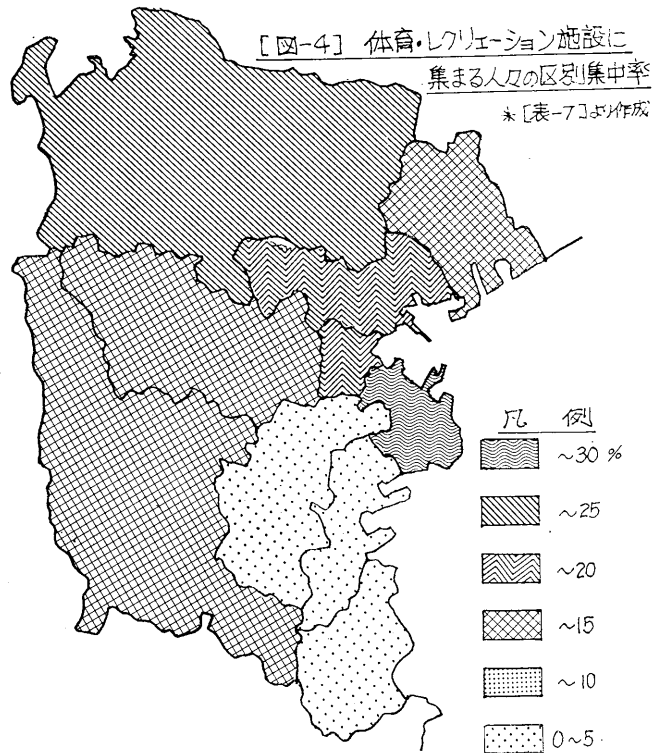 [図-4] 体育・レクリェーション施設に
集まる人々の区別集中率
* [表-7]より作成
凡 例
~30 %
~25
~20
~15
~10
0~5